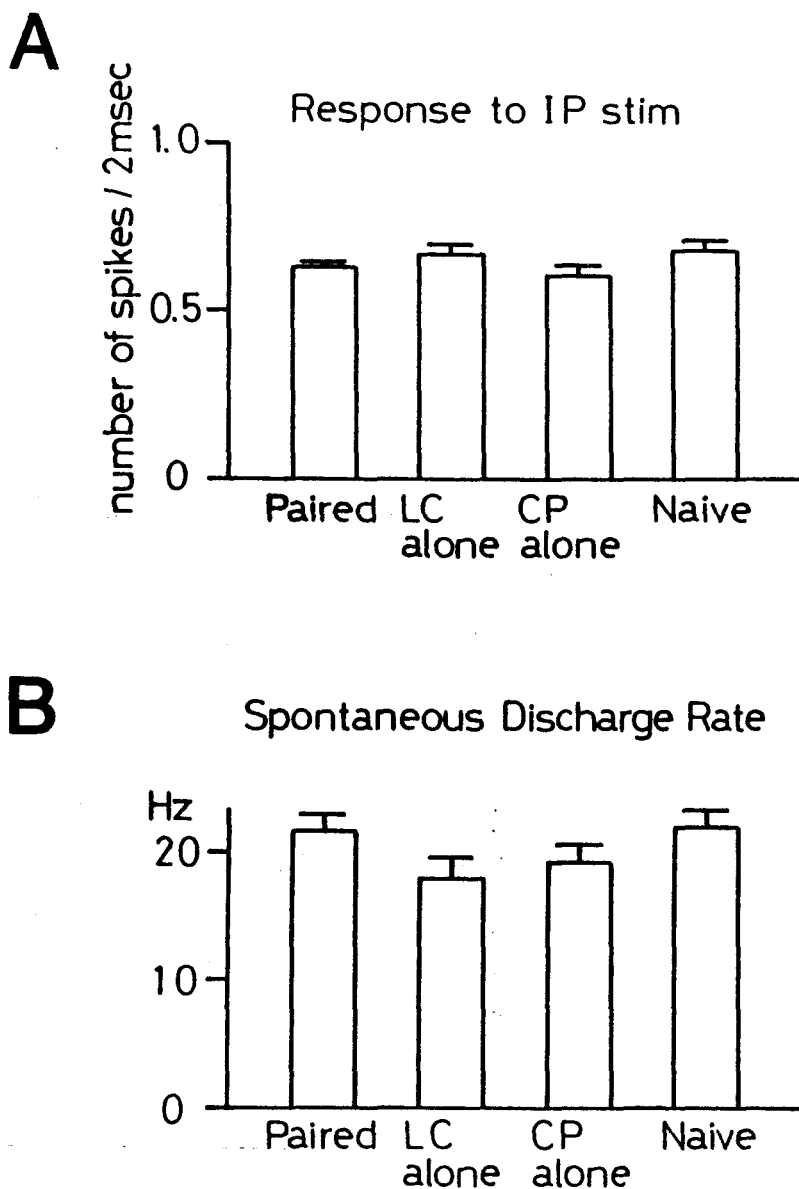 A
Response to IP stim
number of spikes / 2msec
1.0
0.5
0
Paired LC CP Naive
alone alone
B
Spontaneous Discharge Rate
Hz
20
10
0
Paired LC CP Naive
alone alone